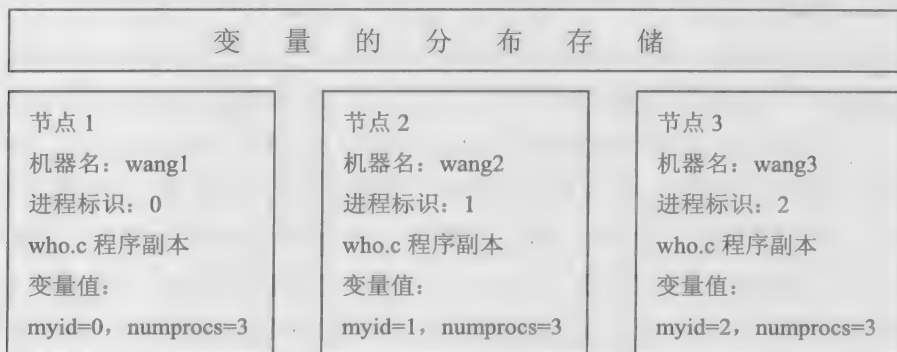 变量的分布存储
节点 1
机器名：wang1
进程标识：0
who.c 程序副本
变量值：
myid=0，numprocs=3
节点 2
机器名：wang2
进程标识：1
who.c 程序副本
变量值：
myid=1，numprocs=3
节点 3
机器名：wang3
进程标识：2
who.c 程序副本
变量值：
myid=2，numprocs=3